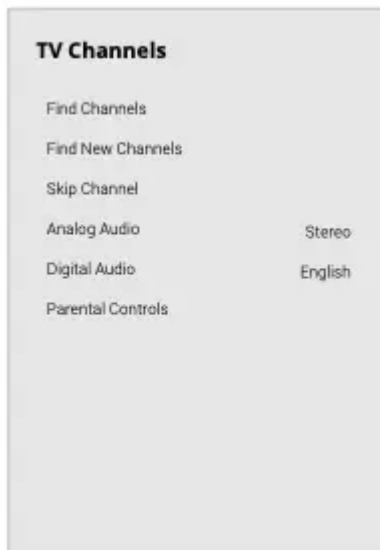 TV Channels
Find Channels
Find New Channels
Skip Channel
Analog Audio Stereo
Digital Audio English
Parental Controls